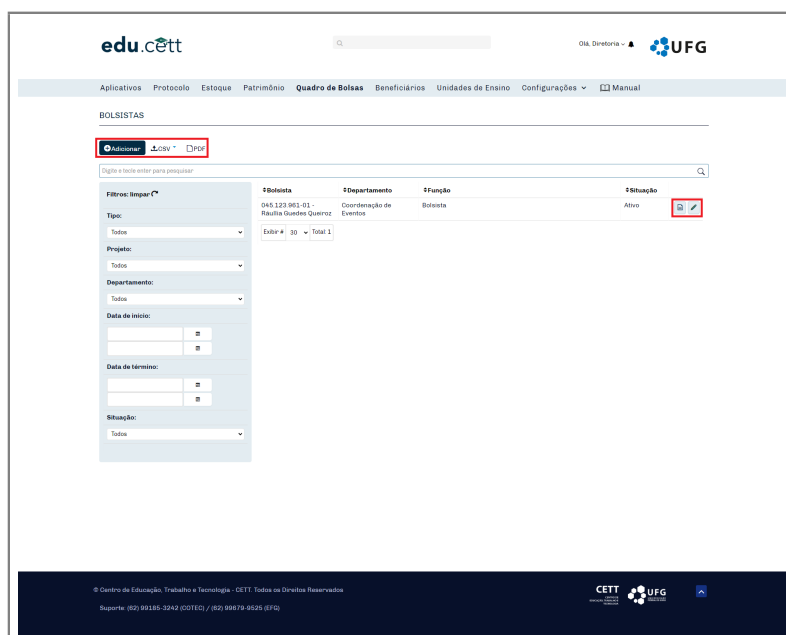 edu.cett
Olá, Diretoria
UFG
Aplicativos Protocolo Estoque Patrimônio Quadro de Bolsas Beneficiários Unidades de Ensino Configurações Manual
BOLSISTAS
Adicionar CSV PDF
Digite e tecle enter para pesquisar
Filtros: limpar
Tipo:
Todos
Projeto:
Todos
Departamento:
Todos
Data de início:
Data de término:
Situação:
Todos
Bolsista Departamento Função Situação
045.123.961-01 - Coordenação de Bolsista Ativo
Ráullia Guedes Queiroz Eventos
Exibir # 30 Total: 1
© Centro de Educação, Trabalho e Tecnologia - CETT. Todos os Direitos Reservados
Suporte: (62) 99185-3242 (COTEC) / (62) 99679-9525 (EFG)
CETT
UFG